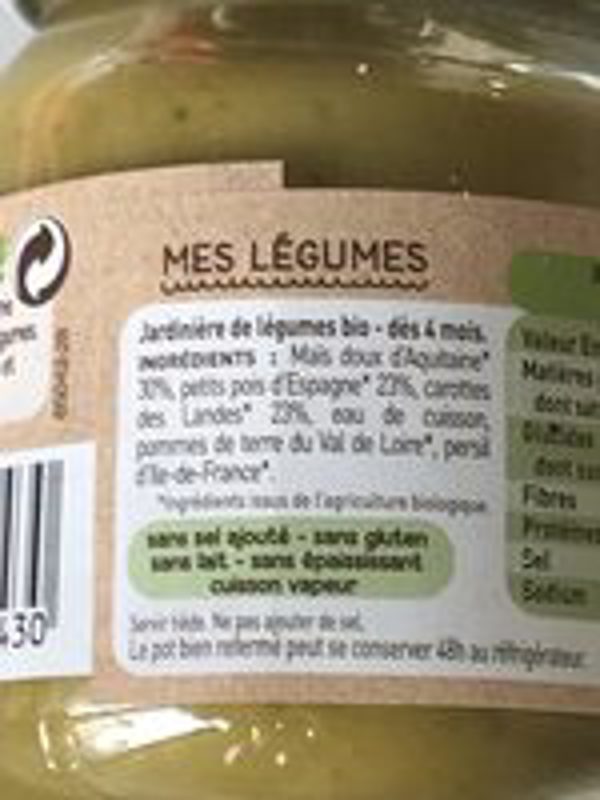 MES LÉGUMES
Jardinière de légumes bio - dès 4 mois.
INGRÉDIENTS : Maïs doux d'Aquitaine*
30%, petits pois d'Espagne* 23%, carottes
des Landes* 23%, eau de cuisson,
pommes de terre du Val de Loire*, persil
d'Ile-de-France*.
*Ingrédients issus de l'agriculture biologique.
sans sel ajouté - sans gluten
sans lait - sans épaississant
cuisson vapeur
Servir tiède. Ne pas ajouter de sel.
Le pot bien refermé peut se conserver 48h au réfrigérateur.
et
430
Valeur En
Matières
dont
Glucides
dont
Fibres
Protéines
Sel
Sodium